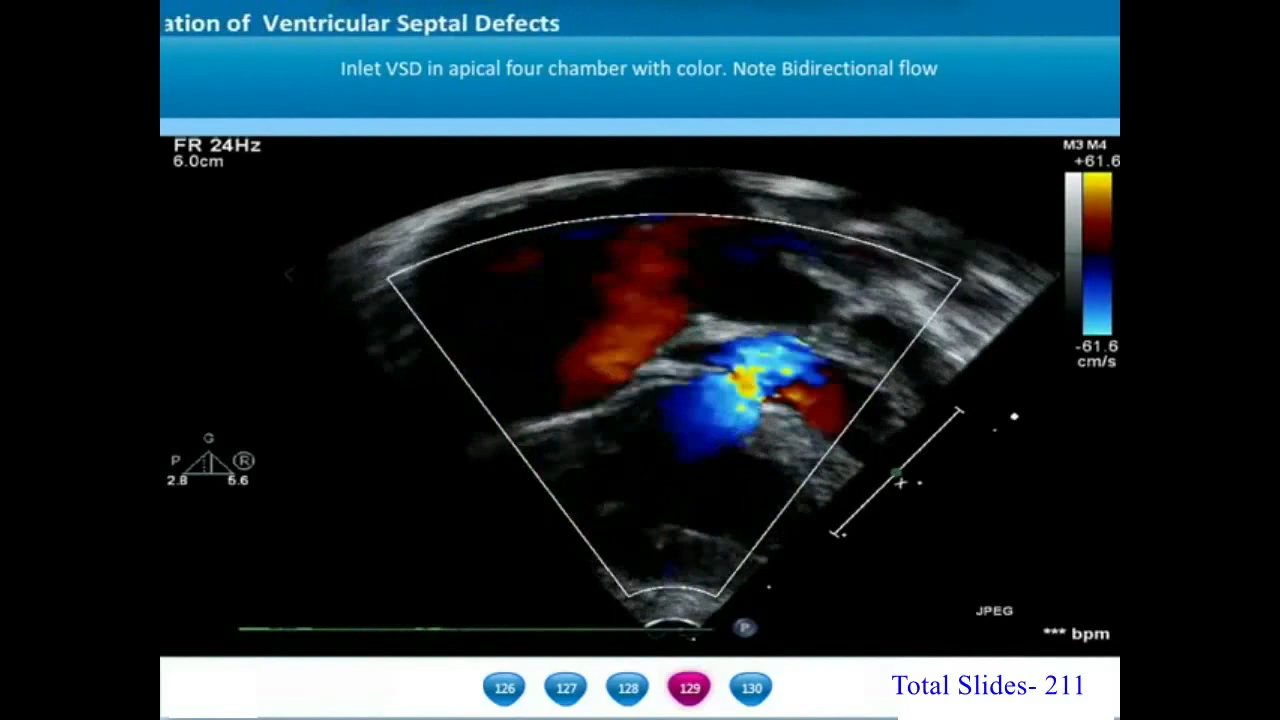 ation of Ventricular Septal Defects
Inlet VSD in apical four chamber with color. Note Bidirectional flow
FR 24Hz
6.0cm
M3 M4
+61.6
-61.6
cm/s
G
P R
2.8 5.6
x
P
JPEG
*** bpm
126 127 128 129 130
Total Slides- 211